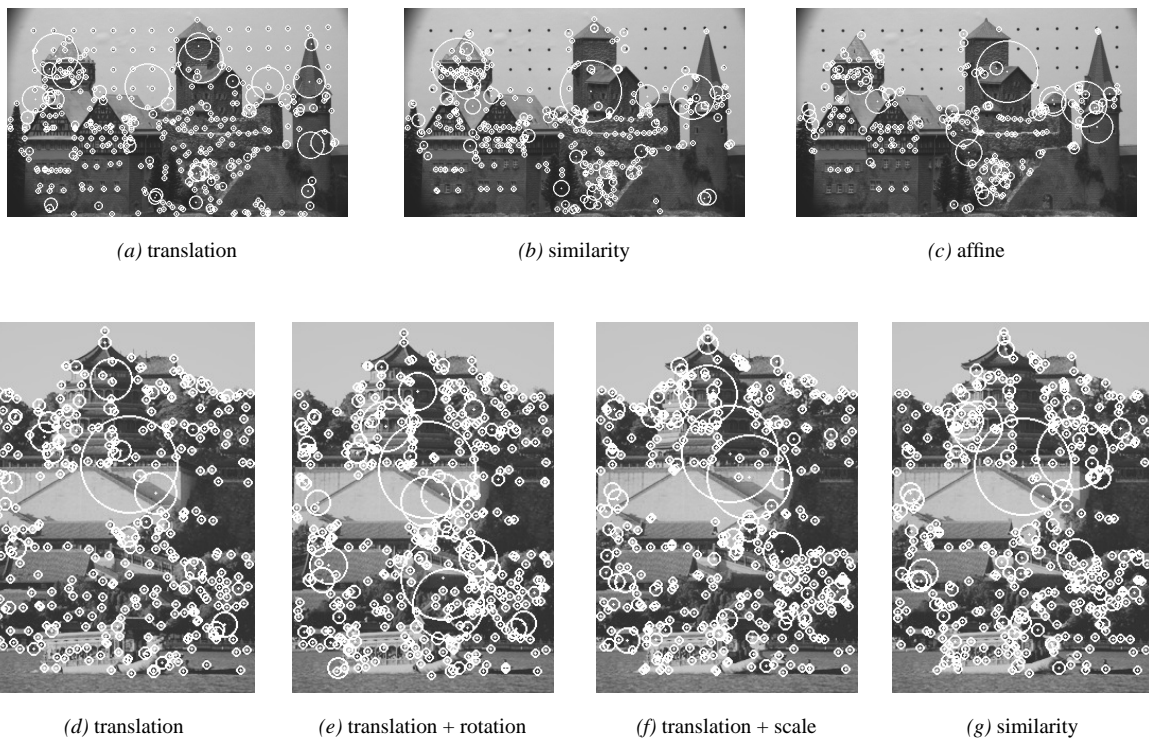 (a) translation
(b) similarity
(c) affine
(d) translation
(e) translation + rotation
(f) translation + scale
(g) similarity